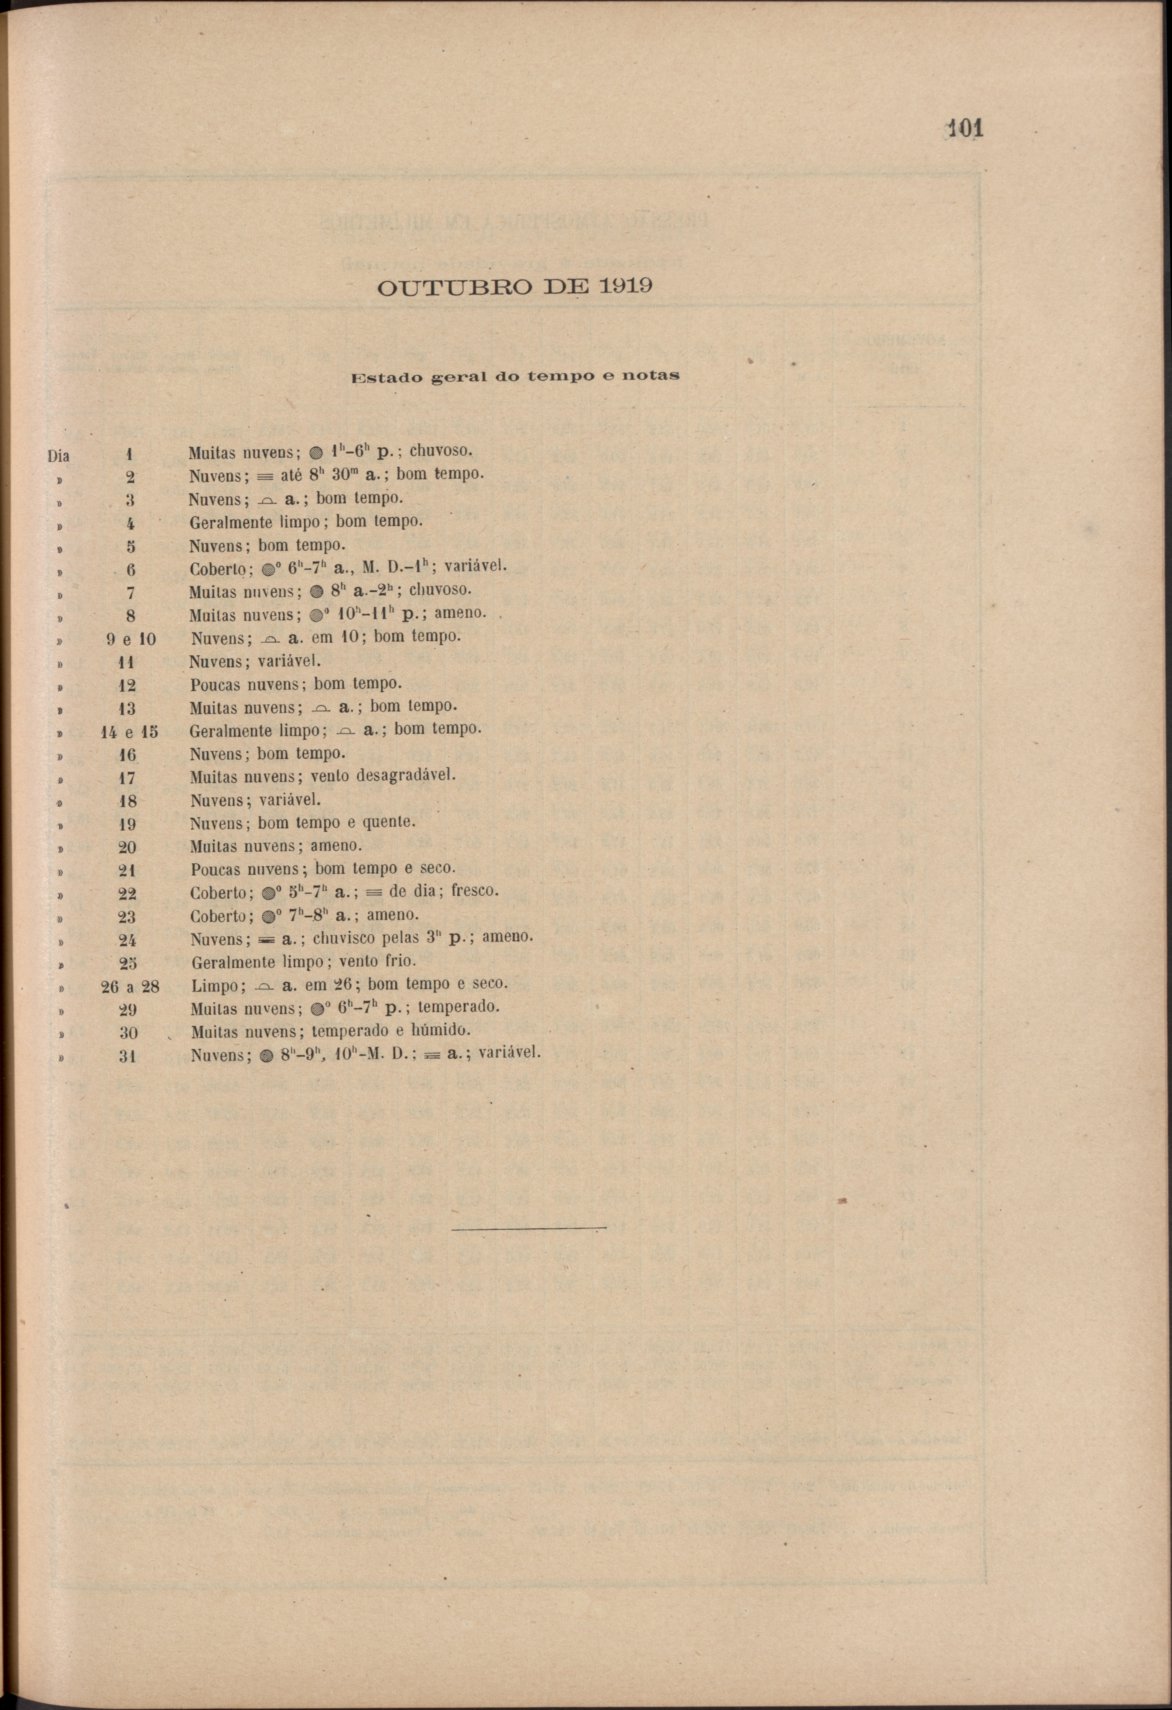 101
OUTUBRO DE 1919
Estado geral do tempo e notas
Dia 1 Muitas nuvens; ● 1ʰ–6ʰ p.; chuvoso.
» 2 Nuvens; ≡ até 8ʰ 30ᵐ a.; bom tempo.
» 3 Nuvens; ⌓ a.; bom tempo.
» 4 Geralmente limpo; bom tempo.
» 5 Nuvens; bom tempo.
» 6 Coberto; ●⁰ 6ʰ–7ʰ a., M. D.–1ʰ; variável.
» 7 Muitas nuvens; ● 8ʰ a.–2ʰ; chuvoso.
» 8 Muitas nuvens; ●⁰ 10ʰ–11ʰ p.; ameno.
» 9 e 10 Nuvens; ⌓ a. em 10; bom tempo.
» 11 Nuvens; variável.
» 12 Poucas nuvens; bom tempo.
» 13 Muitas nuvens; ⌓ a.; bom tempo.
» 14 e 15 Geralmente limpo; ⌓ a.; bom tempo.
» 16 Nuvens; bom tempo.
» 17 Muitas nuvens; vento desagradável.
» 18 Nuvens; variável.
» 19 Nuvens; bom tempo e quente.
» 20 Muitas nuvens; ameno.
» 21 Poucas nuvens; bom tempo e seco.
» 22 Coberto; ●⁰ 5ʰ–7ʰ a.; ≡ de dia; fresco.
» 23 Coberto; ●⁰ 7ʰ–8ʰ a.; ameno.
» 24 Nuvens; ≡ a.; chuvisco pelas 3ʰ p.; ameno.
» 25 Geralmente limpo; vento frio.
» 26 a 28 Limpo; ⌓ a. em 26; bom tempo e seco.
» 29 Muitas nuvens; ●⁰ 6ʰ–7ʰ p.; temperado.
» 30 Muitas nuvens; temperado e húmido.
» 31 Nuvens; ● 8ʰ–9ʰ, 10ʰ–M. D.; ≡ a.; variável.